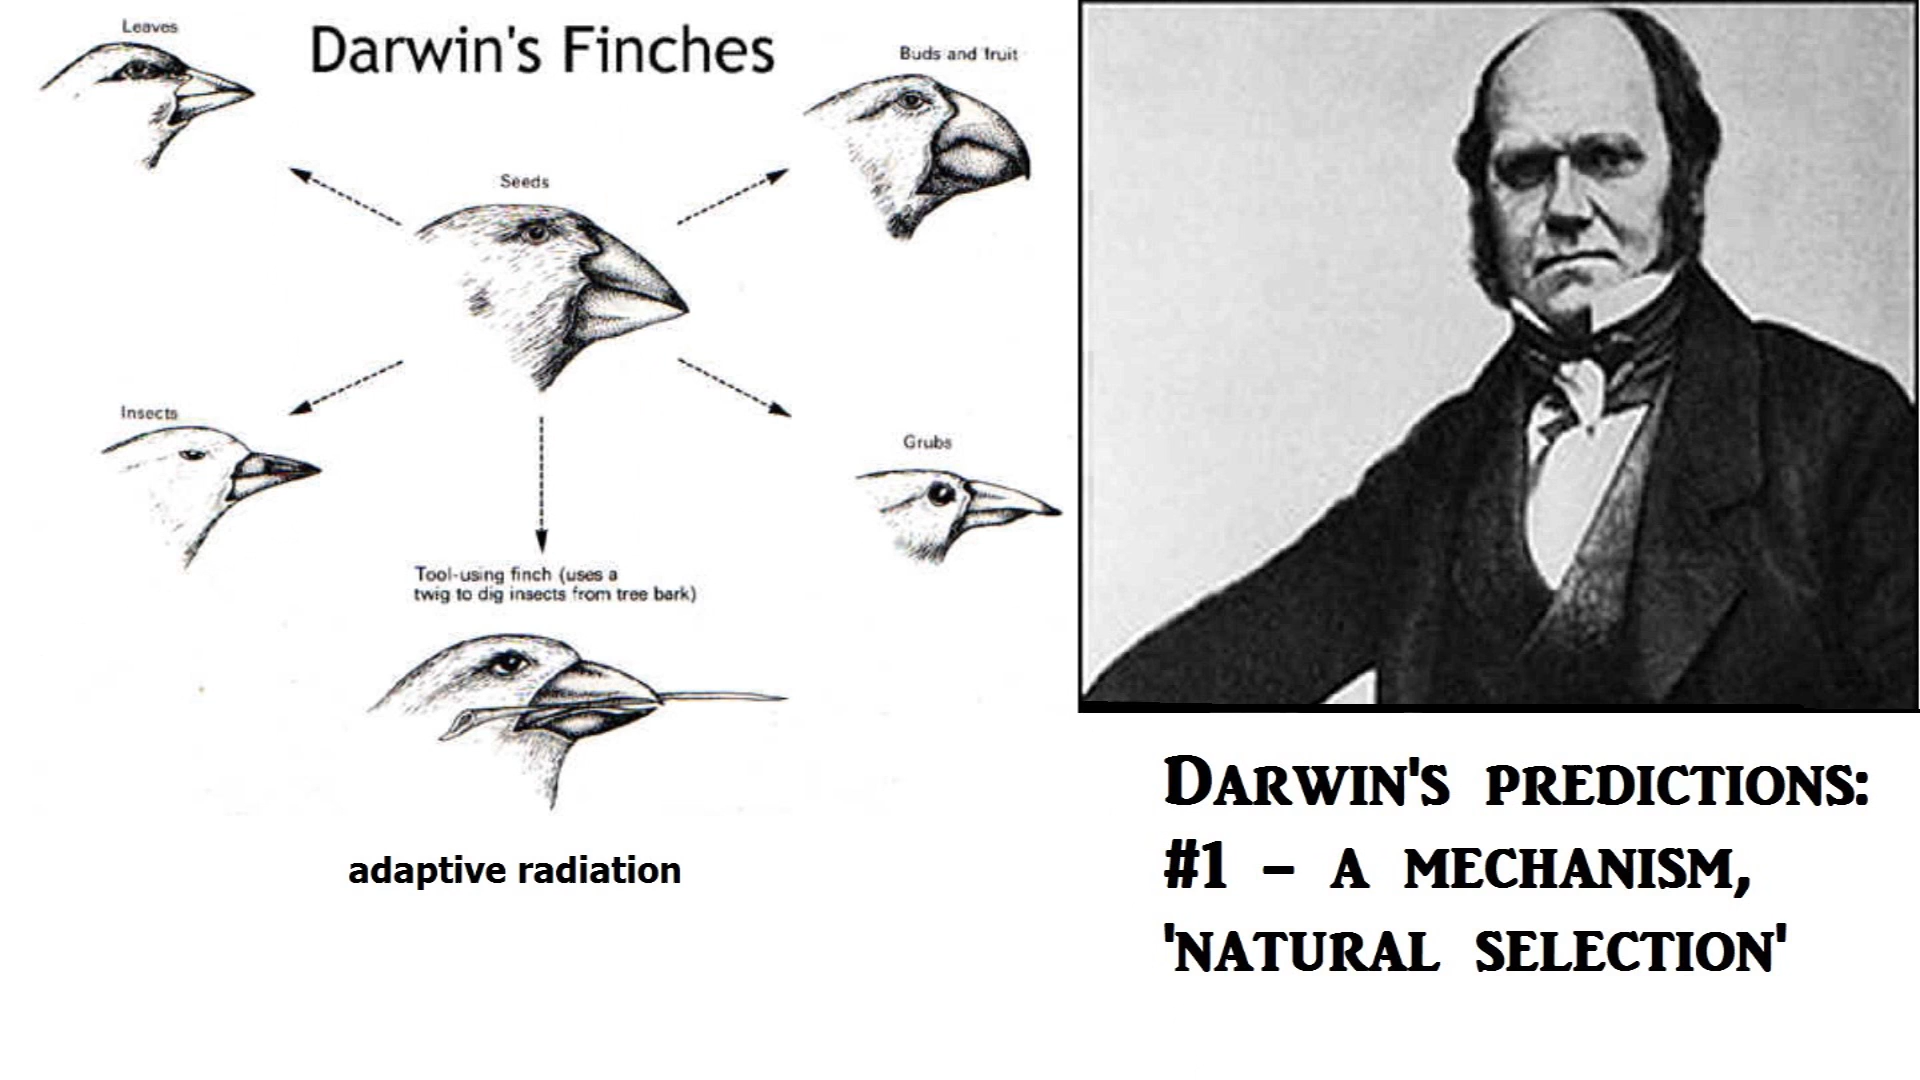 Darwin's Finches
Leaves
Buds and fruit
Seeds
Insects
Grubs
Tool-using finch (uses a
twig to dig insects from tree bark)
adaptive radiation
DARWIN'S PREDICTIONS:
#1 – A MECHANISM,
'NATURAL SELECTION'